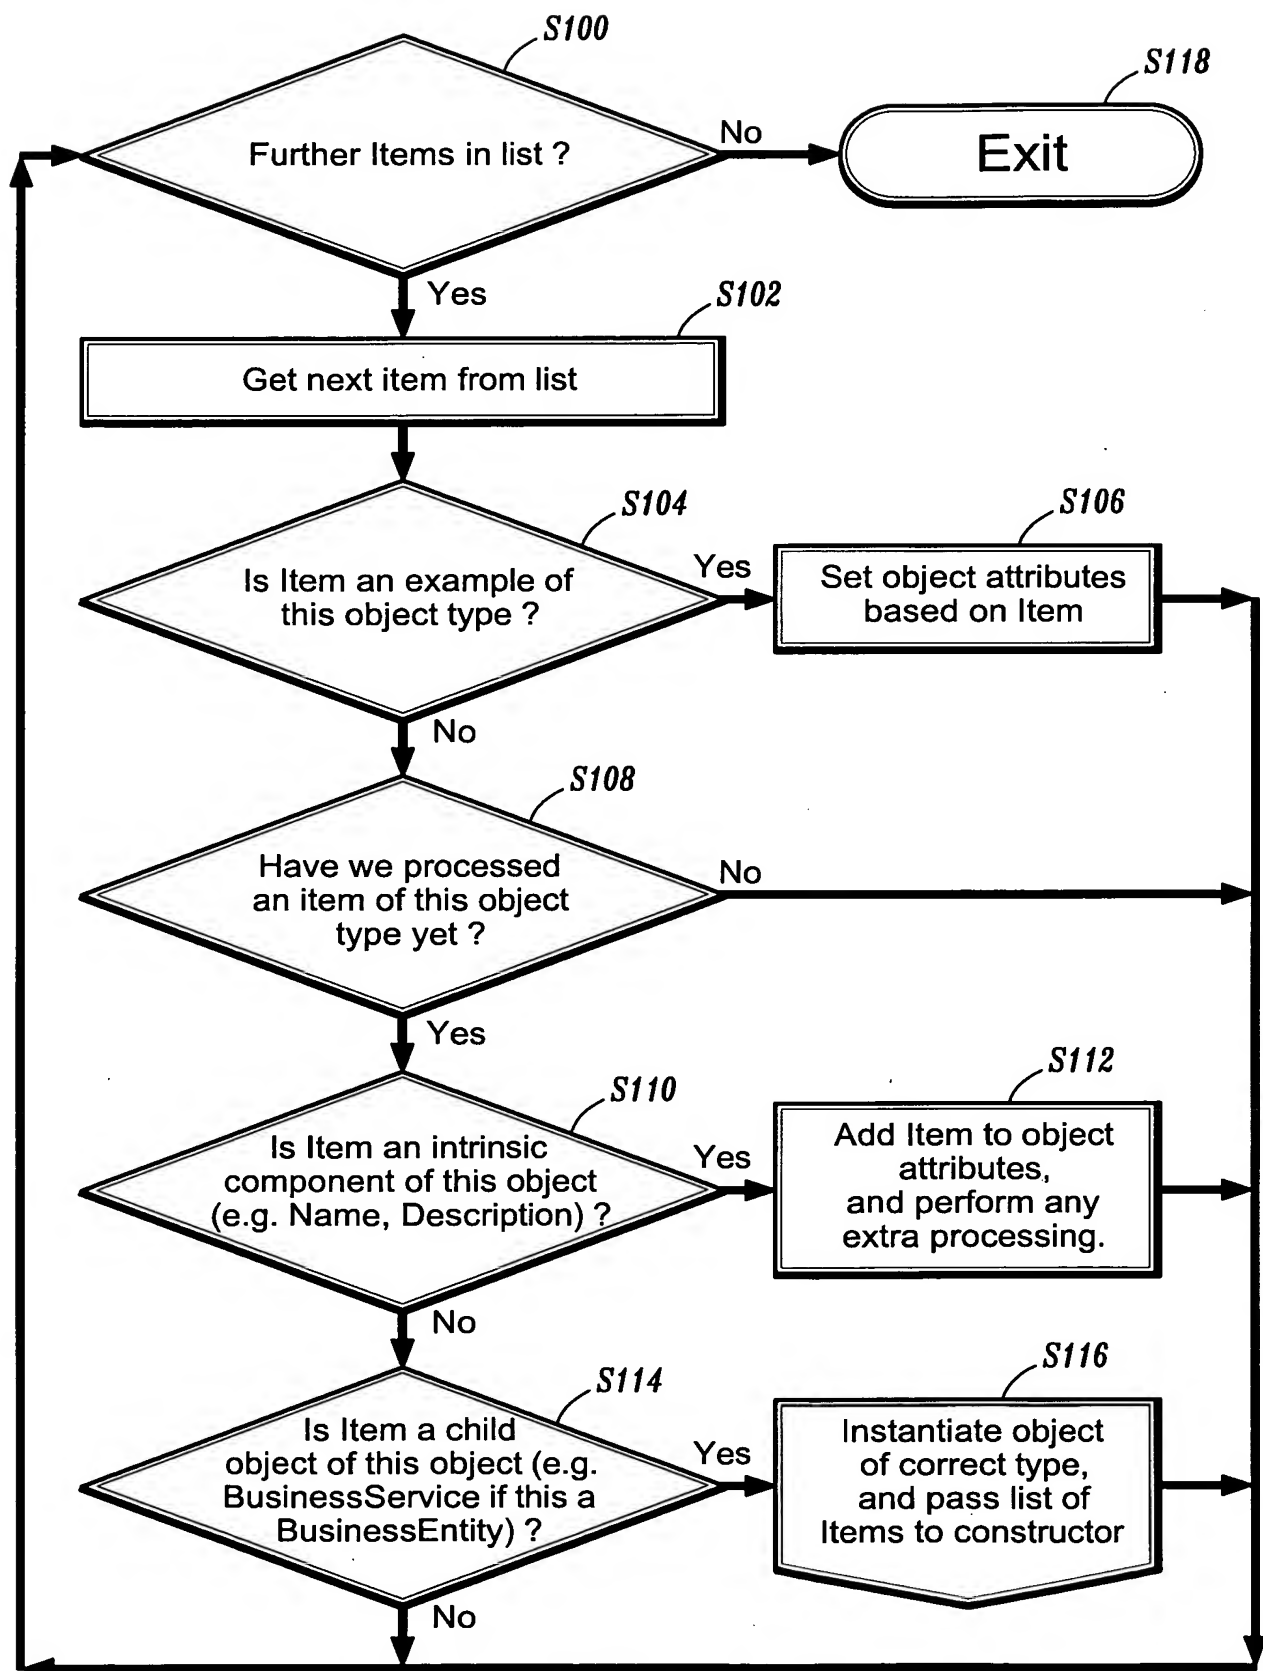 S100
S118
Further Items in list ?
No
Exit
Yes
S102
Get next item from list
S104
S106
Is Item an example of
this object type ?
Yes
Set object attributes
based on Item
No
S108
Have we processed
an item of this object
type yet ?
No
Yes
S110
S112
Is Item an intrinsic
component of this object
(e.g. Name, Description) ?
Yes
Add Item to object
attributes,
and perform any
extra processing.
No
S114
S116
Is Item a child
object of this object (e.g.
BusinessService if this a
BusinessEntity) ?
Yes
Instantiate object
of correct type,
and pass list of
Items to constructor
No